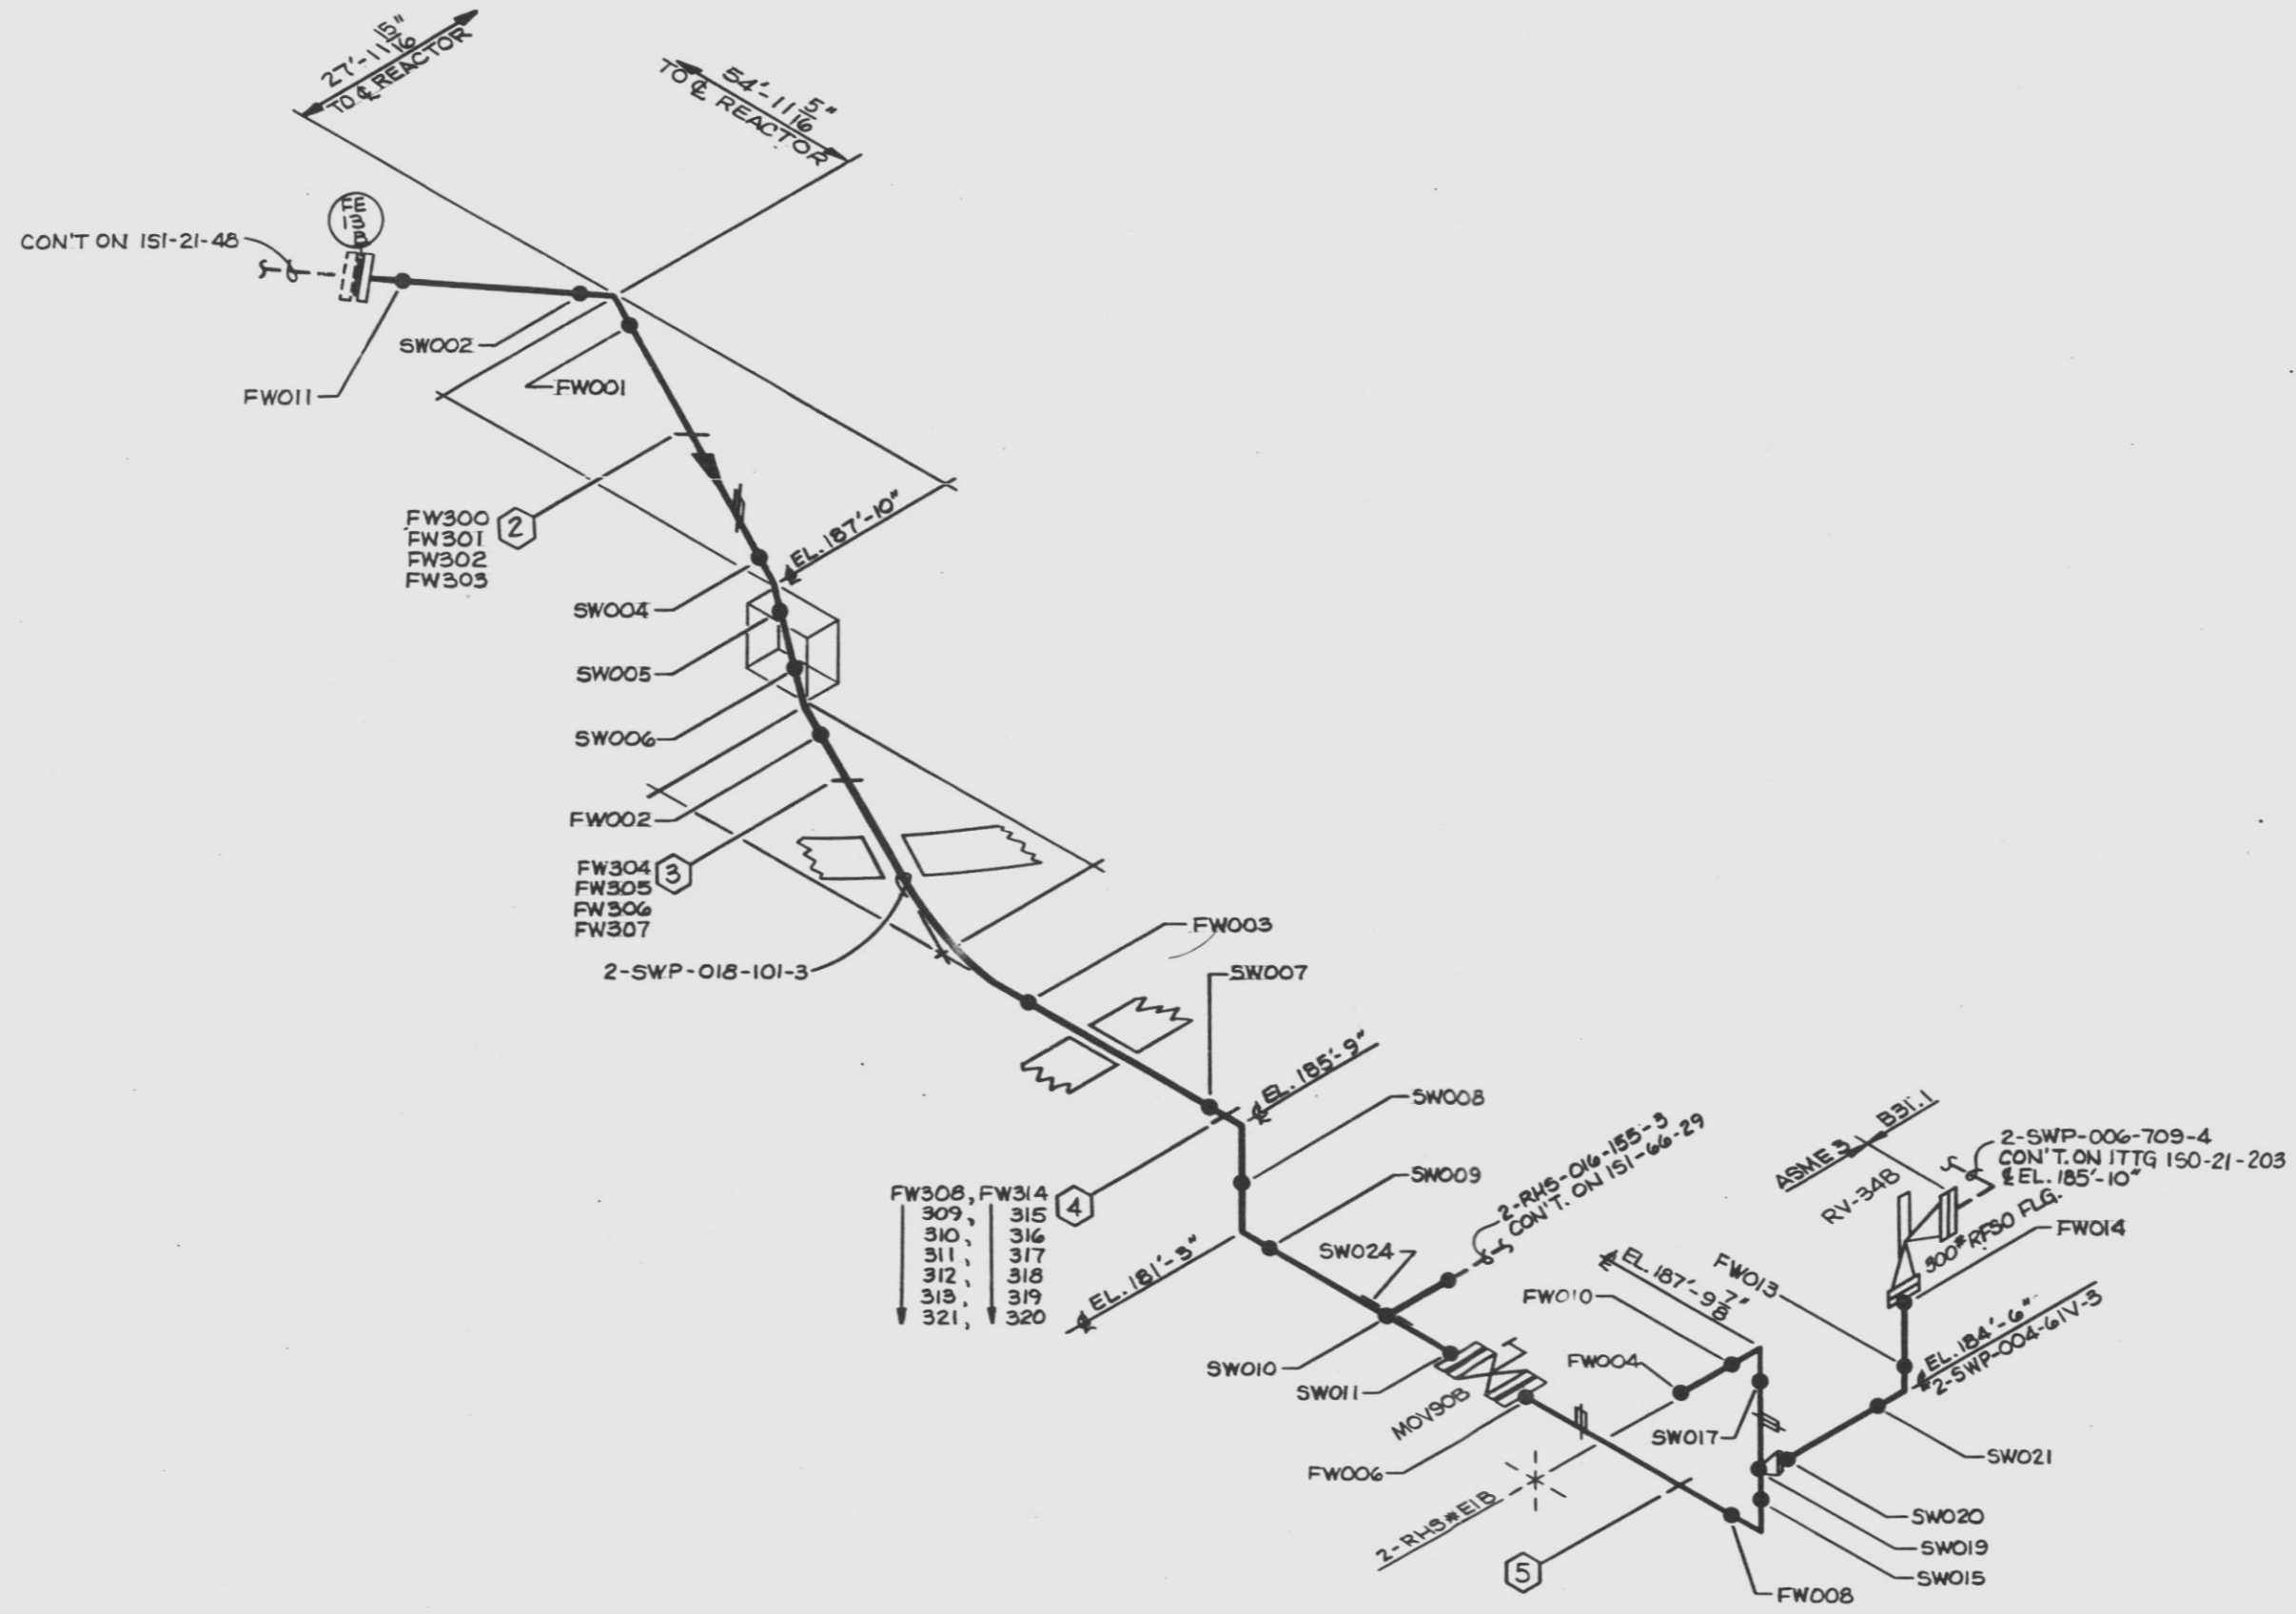 27'-11 15/16"
TO ℄ REACTOR
54'-11 5/16"
TO ℄ REACTOR
FE
13
B
CON'T ON ISI-21-48
SW002
FW011
FW001
2
FW300
FW301
FW302
FW303
℄ EL. 187'-10"
SW004
SW005
SW006
FW002
3
FW304
FW305
FW306
FW307
2-SWP-018-101-3
FW003
SW007
℄ EL. 185'-9"
SW008
SW009
4
FW308, FW314
309, 315
310, 316
311, 317
312, 318
313, 319
321, 320
℄ EL. 181'-3"
2-RHS-016-155-3
CON'T. ON ISI-66-29
SW024
SW010
SW011
MOV90B
FW006
2-RHS*E1B
5
FW008
FW004
FW010
℄ EL. 187'-9 7/8"
SW017
FW013
ASME 3
B31.1
RV-34B
2-SWP-006-709-4
CON'T. ON ITTG ISO-21-203
℄ EL. 185'-10"
300# RFSO FLG.
FW014
℄ EL. 184'-6"
2-SWP-004-61V-3
SW021
SW020
SW019
SW015